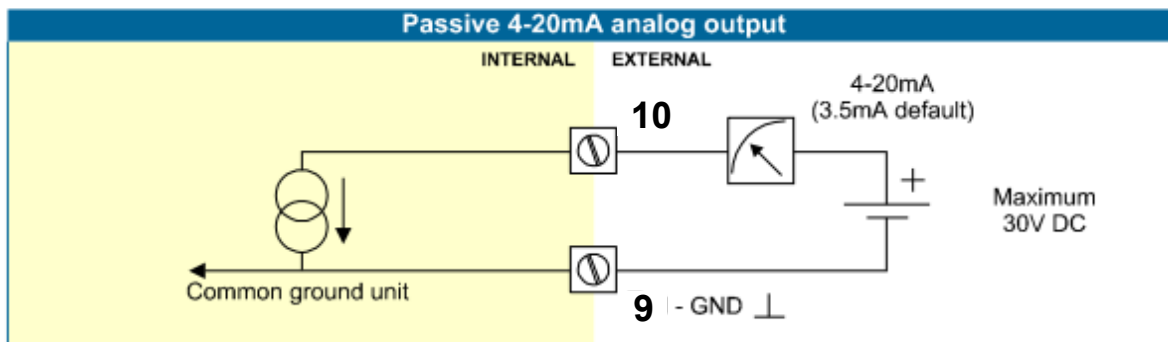 Passive 4-20mA analog output
INTERNAL EXTERNAL
10
4-20mA
(3.5mA default)
+
Maximum
30V DC
Common ground unit
9 - GND ⊥